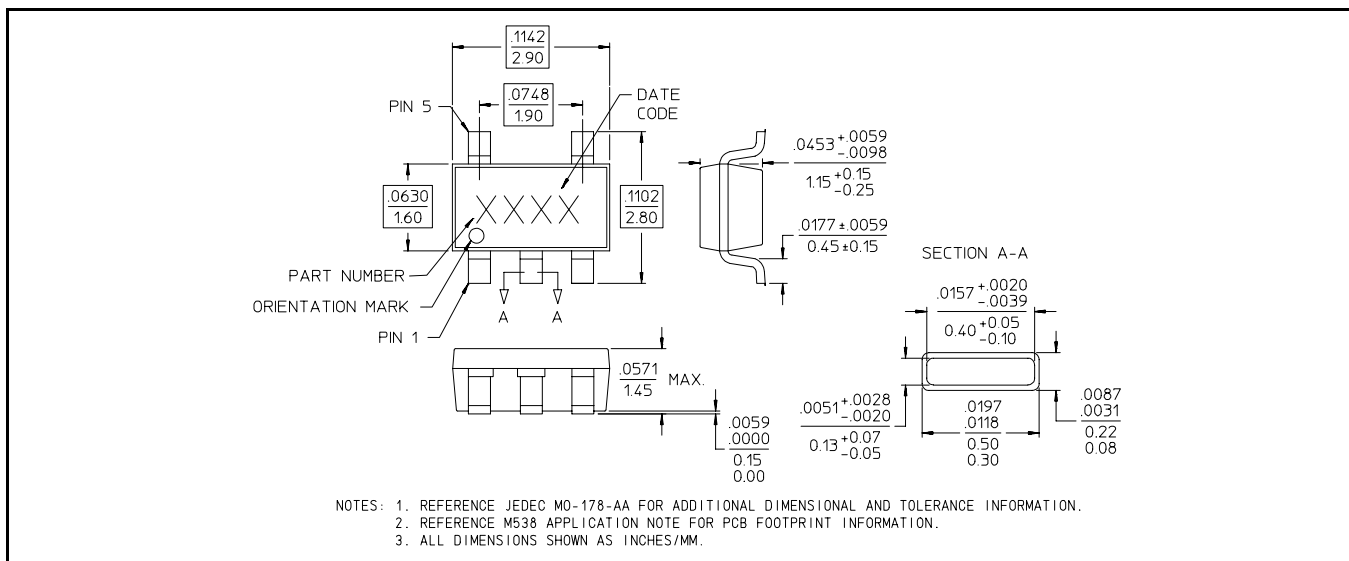 .1142
2.90
.0748
1.90
PIN 5
DATE
CODE
.0630
1.60
XXXX
.1102
2.80
PART NUMBER
ORIENTATION MARK
PIN 1
A A
.0453 +.0059
-.0098
1.15 +0.15
-0.25
.0177 ±.0059
0.45 ±0.15
SECTION A-A
.0157 +.0020
-.0039
0.40 +0.05
-0.10
.0571
1.45
MAX.
.0059
.0000
0.15
0.00
.0051 +.0028
-.0020
0.13 +0.07
-0.05
.0197
.0118
0.50
0.30
.0087
.0031
0.22
0.08
NOTES: 1. REFERENCE JEDEC MO-178-AA FOR ADDITIONAL DIMENSIONAL AND TOLERANCE INFORMATION.
2. REFERENCE M538 APPLICATION NOTE FOR PCB FOOTPRINT INFORMATION.
3. ALL DIMENSIONS SHOWN AS INCHES/MM.